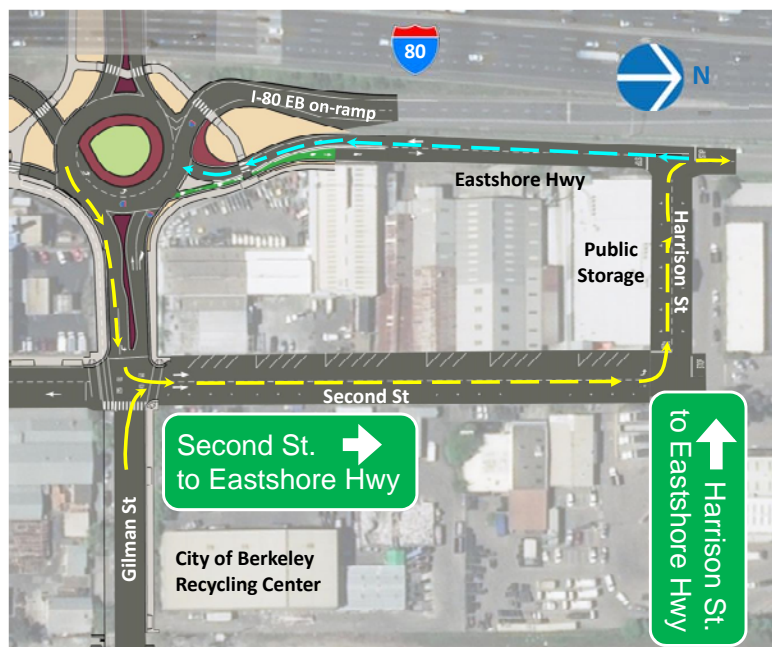 80
N
I-80 EB on-ramp
Eastshore Hwy
Public
Storage
Harrison St
Second St
Second St.
to Eastshore Hwy
Harrison St.
to Eastshore Hwy
Gilman St
City of Berkeley
Recycling Center